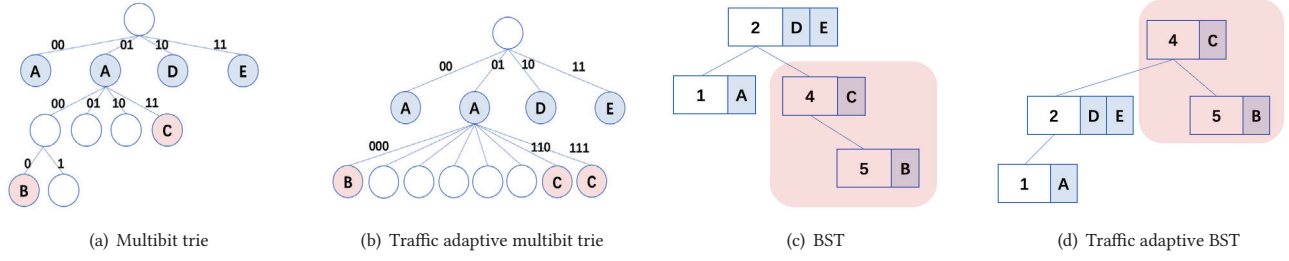 00 01 10 11
A A D E
00 01 10 11
C
0 1
B
(a) Multibit trie
00 01 10 11
A A D E
000 110 111
B C C
(b) Traffic adaptive multibit trie
2 D E
1 A 4 C
5 B
(c) BST
4 C
2 D E 5 B
1 A
(d) Traffic adaptive BST